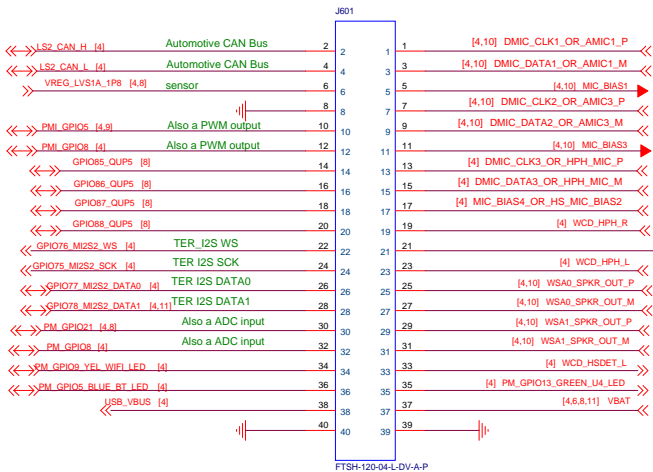 J601
LS2_CAN_H [4] Automotive CAN Bus 2 2 1 1 [4,10] DMIC_CLK1_OR_AMIC1_P
LS2_CAN_L [4] Automotive CAN Bus 4 4 3 3 [4,10] DMIC_DATA1_OR_AMIC1_M
VREG_LVS1A_1P8 [4,8] sensor 6 6 5 5 [4,10] MIC_BIAS1
8 8 7 7 [4,10] DMIC_CLK2_OR_AMIC3_P
PMI_GPIO5 [4,9] Also a PWM output 10 10 9 9 [4,10] DMIC_DATA2_OR_AMIC3_M
PMI_GPIO8 [4] Also a PWM output 12 12 11 11 [4,10] MIC_BIAS3
GPIO85_QUP5 [8] 14 14 13 13 [4] DMIC_CLK3_OR_HPH_MIC_P
GPIO86_QUP5 [8] 16 16 15 15 [4] DMIC_DATA3_OR_HPH_MIC_M
GPIO87_QUP5 [8] 18 18 17 17 [4] MIC_BIAS4_OR_HS_MIC_BIAS2
GPIO88_QUP5 [8] 20 20 19 19 [4] WCD_HPH_R
GPIO76_MI2S2_WS [4] TER_I2S WS 22 22 21 21
GPIO75_MI2S2_SCK [4] TER I2S SCK 24 24 23 23 [4] WCD_HPH_L
GPIO77_MI2S2_DATA0 [4] TER I2S DATA0 26 26 25 25 [4,10] WSA0_SPKR_OUT_P
GPIO78_MI2S2_DATA1 [4,11] TER I2S DATA1 28 28 27 27 [4,10] WSA0_SPKR_OUT_M
PM_GPIO21 [4,8] Also a ADC input 30 30 29 29 [4,10] WSA1_SPKR_OUT_P
PM_GPIO8 [4] Also a ADC input 32 32 31 31 [4,10] WSA1_SPKR_OUT_M
PM_GPIO9_YEL_WIFI_LED [4] 34 34 33 33 [4] WCD_HSDET_L
PM_GPIO5_BLUE_BT_LED [4] 36 36 35 35 [4] PM_GPIO13_GREEN_U4_LED
USB_VBUS [4] 38 38 37 37 [4,6,8,11] VBAT
40 40 39 39
FTSH-120-04-L-DV-A-P